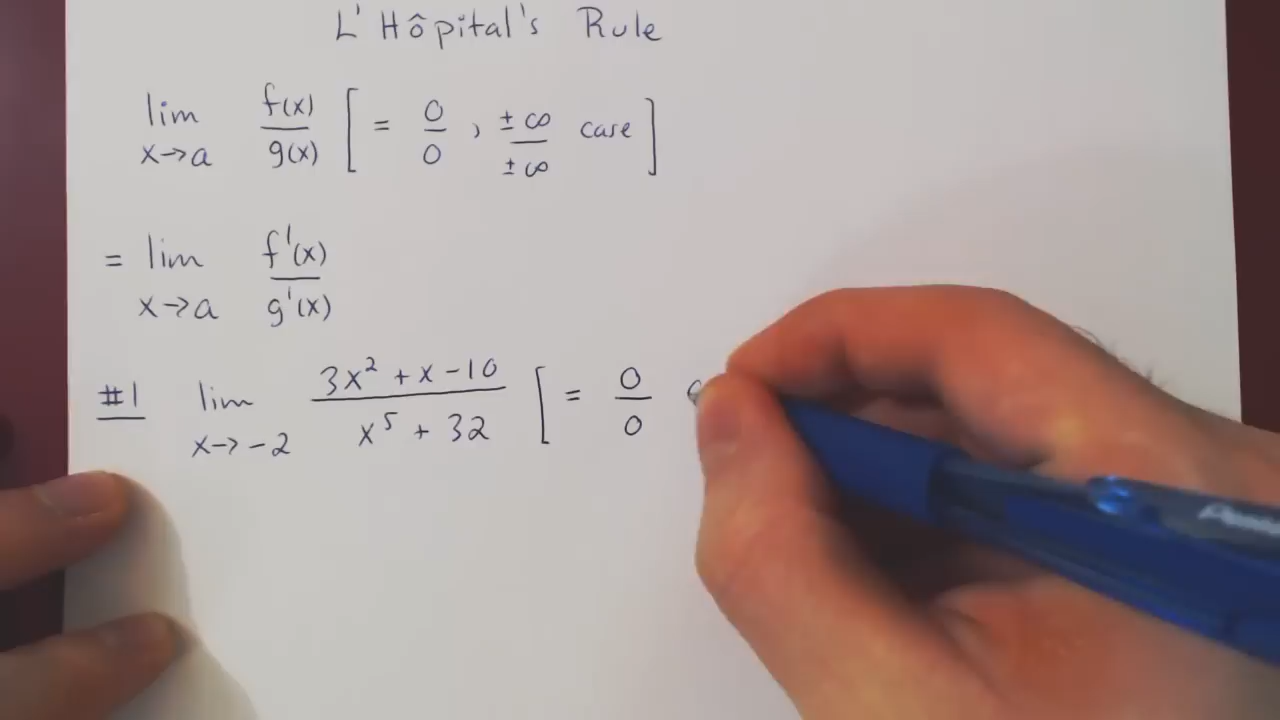 L'Hôpital's Rule
lim x→a f(x)/g(x) [ = 0/0 , ±∞/±∞ case ]
= lim x→a f'(x)/g'(x)
#1 lim x→-2 3x² + x - 10 / x⁵ + 32 [ = 0/0